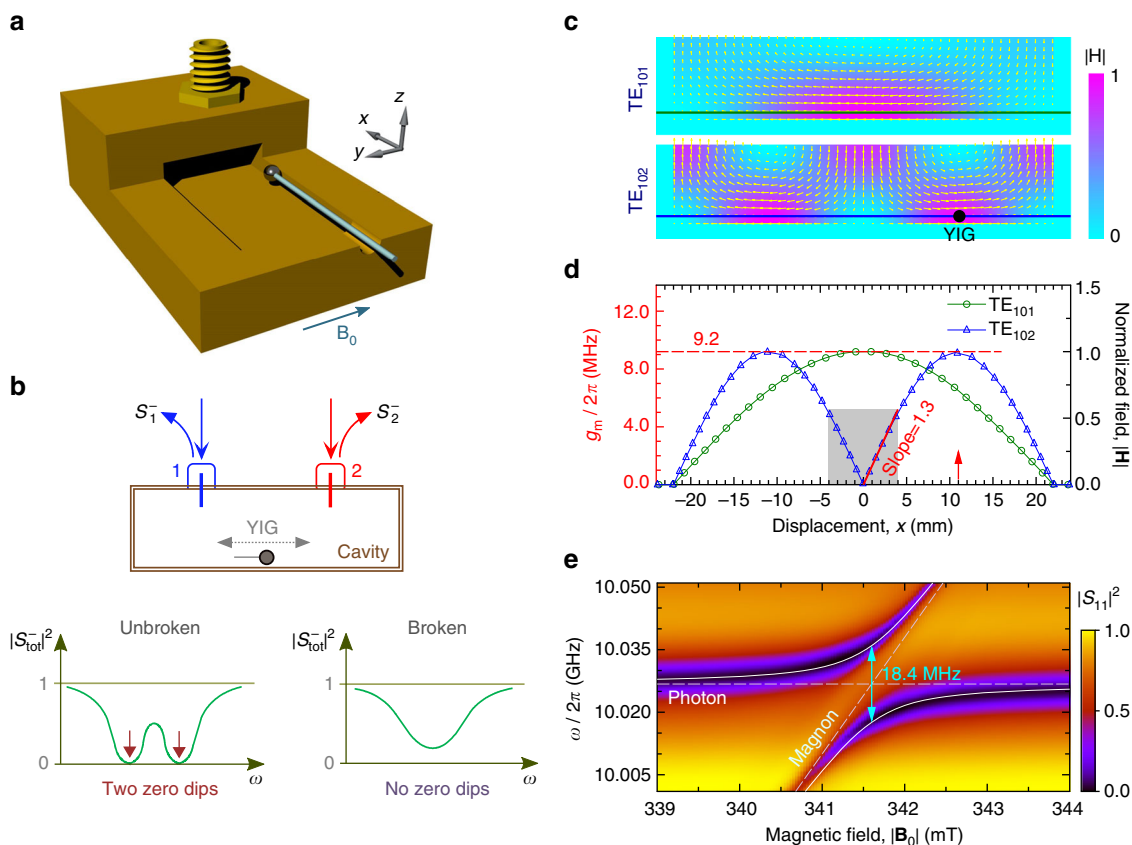 a
z
x
y
B₀
b
S₁⁻
S₂⁻
1
2
YIG
Cavity
|S⁻tot|²
Unbroken
1
0
ω
Two zero dips
|S⁻tot|²
Broken
1
0
ω
No zero dips
c
TE₁₀₁
TE₁₀₂
YIG
|H|
1
0
d
gₘ / 2π (MHz)
12.0
8.0
4.0
0.0
9.2
Slope=1.3
TE₁₀₁
TE₁₀₂
1.5
1.0
0.5
0.0
Normalized field, |H|
−20 −15 −10 −5 0 5 10 15 20
Displacement, x (mm)
e
ω / 2π (GHz)
10.050
10.035
10.020
10.005
18.4 MHz
Photon
Magnon
339 340 341 342 343 344
Magnetic field, |B₀| (mT)
|S₁₁|²
1.0
0.5
0.0